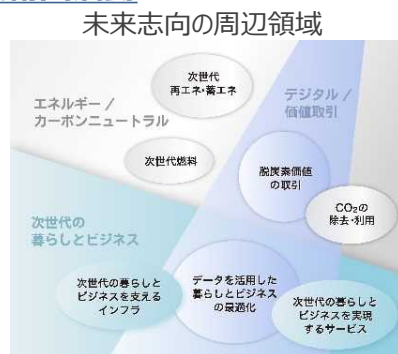 未来志向の周辺領域
次世代
再エネ・蓄エネ
エネルギー /
カーボンニュートラル
デジタル /
価値取引
次世代燃料
脱炭素価値
の取引
CO₂の
除去・利用
次世代の
暮らしとビジネス
次世代の暮らしと
ビジネスを支える
インフラ
データを活用した
暮らしとビジネス
の最適化
次世代の暮らしと
ビジネスを実現
するサービス